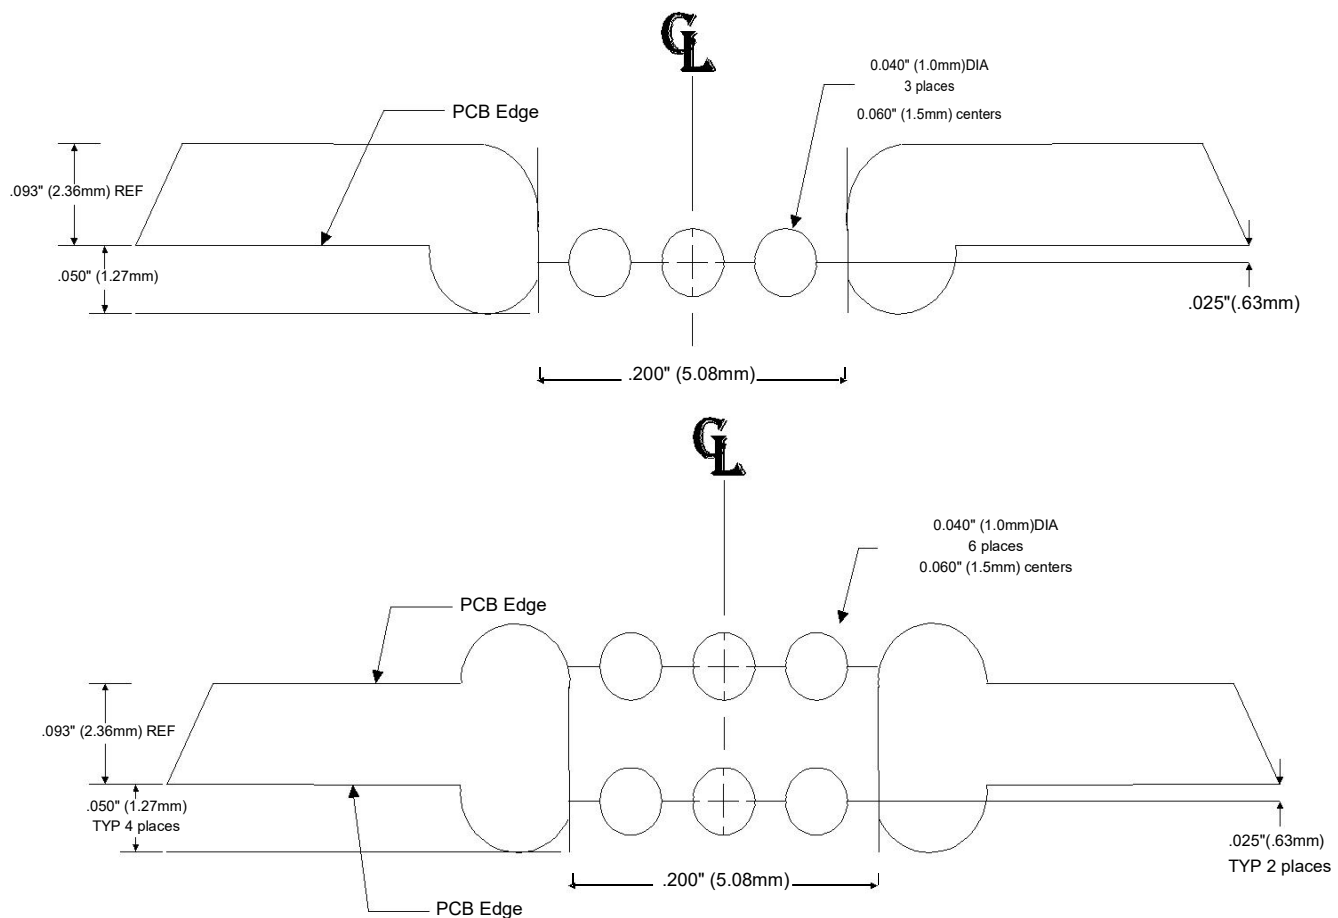 CL
0.040" (1.0mm)DIA
3 places
PCB Edge
0.060" (1.5mm) centers
.093" (2.36mm) REF
.050" (1.27mm)
.025"(.63mm)
.200" (5.08mm)
CL
0.040" (1.0mm)DIA
6 places
0.060" (1.5mm) centers
PCB Edge
.093" (2.36mm) REF
.050" (1.27mm)
TYP 4 places
.025"(.63mm)
TYP 2 places
.200" (5.08mm)
PCB Edge